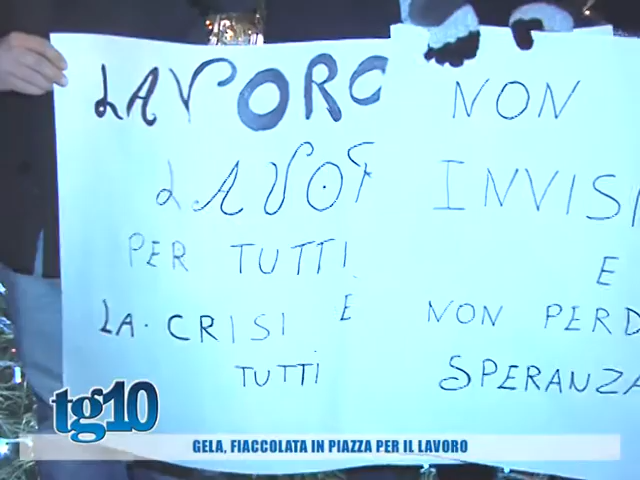 LAVORO
LAVOR
PER TUTTI
LA CRISI E
TUTTI
NON
INVISI
E
NON PERD
SPERANZA
tg10
GELA, FIACCOLATA IN PIAZZA PER IL LAVORO